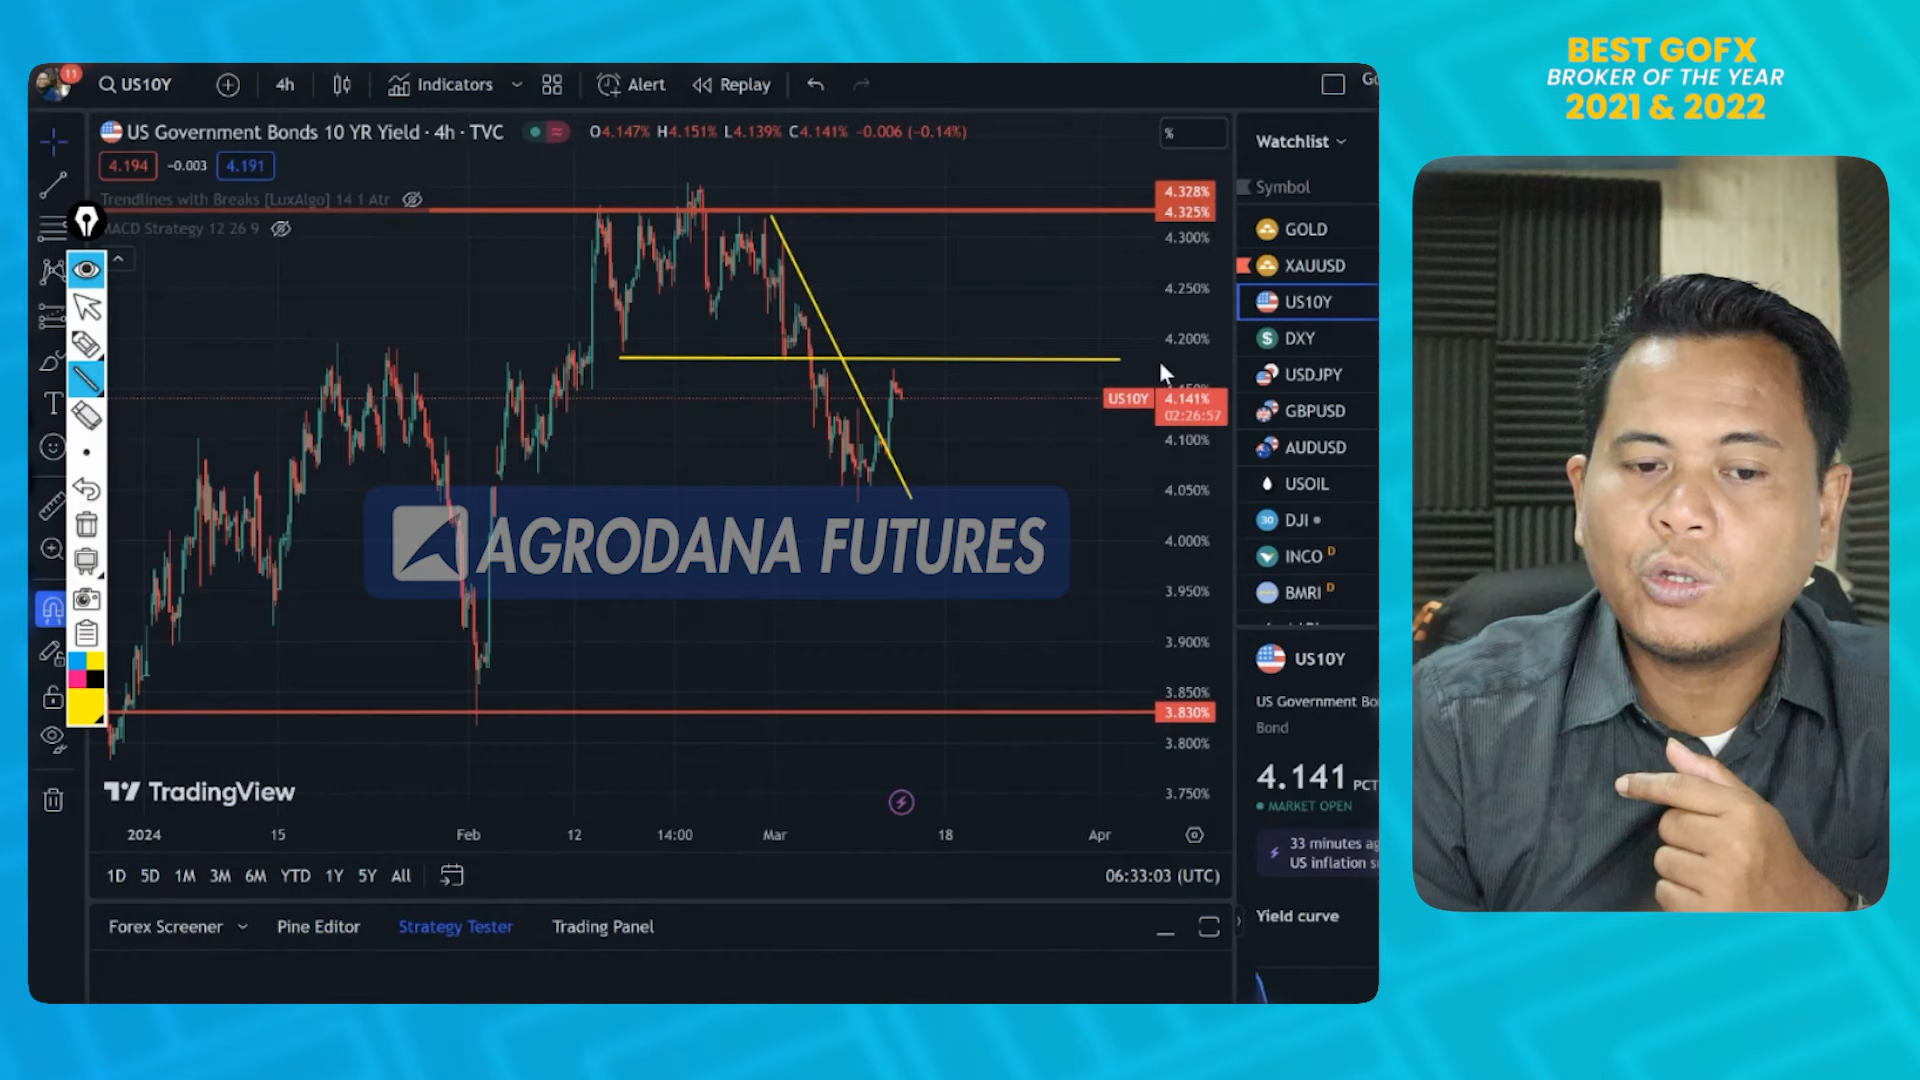 BEST GOFX
BROKER OF THE YEAR
2021 & 2022
11
US10Y
4h
Indicators
Alert
Replay
US Government Bonds 10 YR Yield · 4h · TVC
O4.147% H4.151% L4.139% C4.141% -0.006 (-0.14%)
%
4.194 -0.003 4.191
Trendlines with Breaks [LuxAlgo] 14 1 Atr
MACD Strategy 12 26 9
4.328%
4.325%
4.300%
4.250%
4.200%
US10Y 4.141%
02:26:57
4.100%
4.050%
4.000%
3.950%
3.900%
3.850%
3.830%
3.800%
3.750%
AGRODANA FUTURES
TradingView
2024 15 Feb 12 14:00 Mar 18 Apr
1D 5D 1M 3M 6M YTD 1Y 5Y All
06:33:03 (UTC)
Forex Screener Pine Editor Strategy Tester Trading Panel
Watchlist
Symbol
GOLD
XAUUSD
US10Y
DXY
USDJPY
GBPUSD
AUDUSD
USOIL
30 DJI
INCO D
BMRI D
US10Y
US Government Bo
Bond
4.141 PCT
MARKET OPEN
33 minutes ag
US inflation s
Yield curve